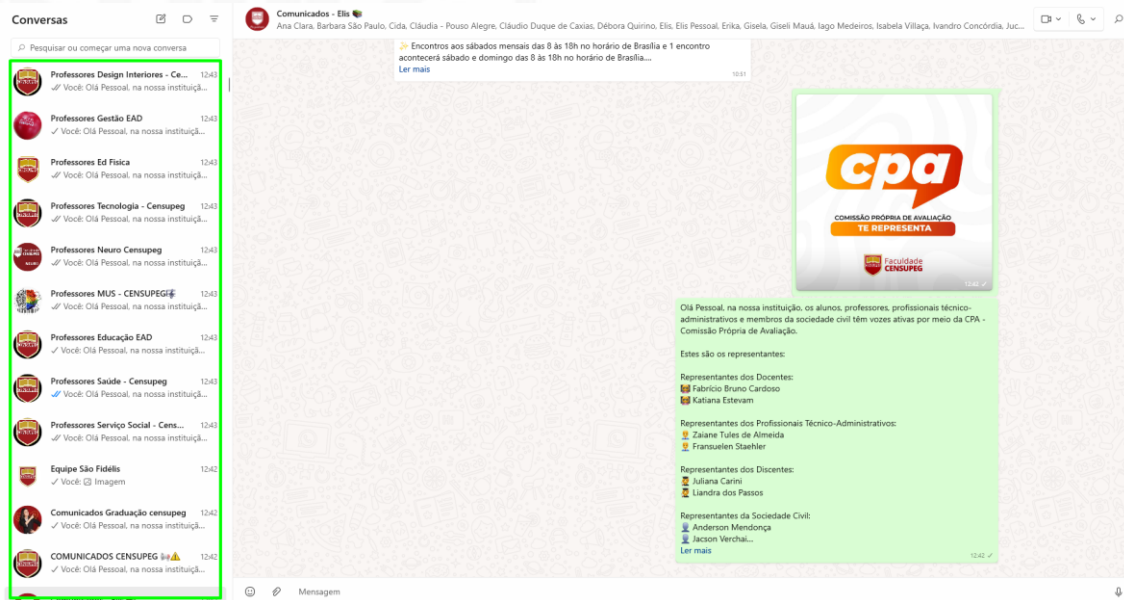 Conversas
Pesquisar ou começar uma nova conversa
Professores Design Interiores - Ce... 12:43
Você: Olá Pessoal, na nossa instituiçã...
Professores Gestão EAD 12:43
Você: Olá Pessoal, na nossa instituiçã...
Professores Ed Fisica 12:43
Você: Olá Pessoal, na nossa instituiçã...
Professores Tecnologia - Censupeg 12:43
Você: Olá Pessoal, na nossa instituiçã...
Professores Neuro Censupeg 12:43
Você: Olá Pessoal, na nossa instituiçã...
Professores MUS - CENSUPEG 12:43
Você: Olá Pessoal, na nossa instituiçã...
Professores Educação EAD 12:43
Você: Olá Pessoal, na nossa instituiçã...
Professores Saúde - Censupeg 12:43
Você: Olá Pessoal, na nossa instituiçã...
Professores Serviço Social - Cens... 12:43
Você: Olá Pessoal, na nossa instituiçã...
Equipe São Fidélis 12:42
Você: Imagem
Comunicados Graduação censupeg 12:42
Você: Olá Pessoal, na nossa instituiçã...
COMUNICADOS CENSUPEG 12:42
Você: Olá Pessoal, na nossa instituiçã...
Comunicados - Elis
Ana Clara, Barbara São Paulo, Cida, Cláudia - Pouso Alegre, Cláudio Duque de Caxias, Débora Quirino, Elis, Elis Pessoal, Erika, Gisela, Giseli Mauá, Iago Medeiros, Isabela Villaça, Ivandro Concórdia, Juc...
✨ Encontros aos sábados mensais das 8 às 18h no horário de Brasília e 1 encontro
acontecerá sábado e domingo das 8 às 18h no horário de Brasília....
Ler mais
10:51
cpa
COMISSÃO PRÓPRIA DE AVALIAÇÃO
TE REPRESENTA
Faculdade
CENSUPEG
12:42
Olá Pessoal, na nossa instituição, os alunos, professores, profissionais técnico-
administrativos e membros da sociedade civil têm vozes ativas por meio da CPA -
Comissão Própria de Avaliação.
Estes são os representantes:
Representantes dos Docentes:
Fabrício Bruno Cardoso
Katiana Estevam
Representantes dos Profissionais Técnico-Administrativos:
Zaiane Tules de Almeida
Fransuelen Staehler
Representantes dos Discentes:
Juliana Carini
Liandra dos Passos
Representantes da Sociedade Civil:
Anderson Mendonça
Jacson Verchai...
Ler mais
12:42
Mensagem